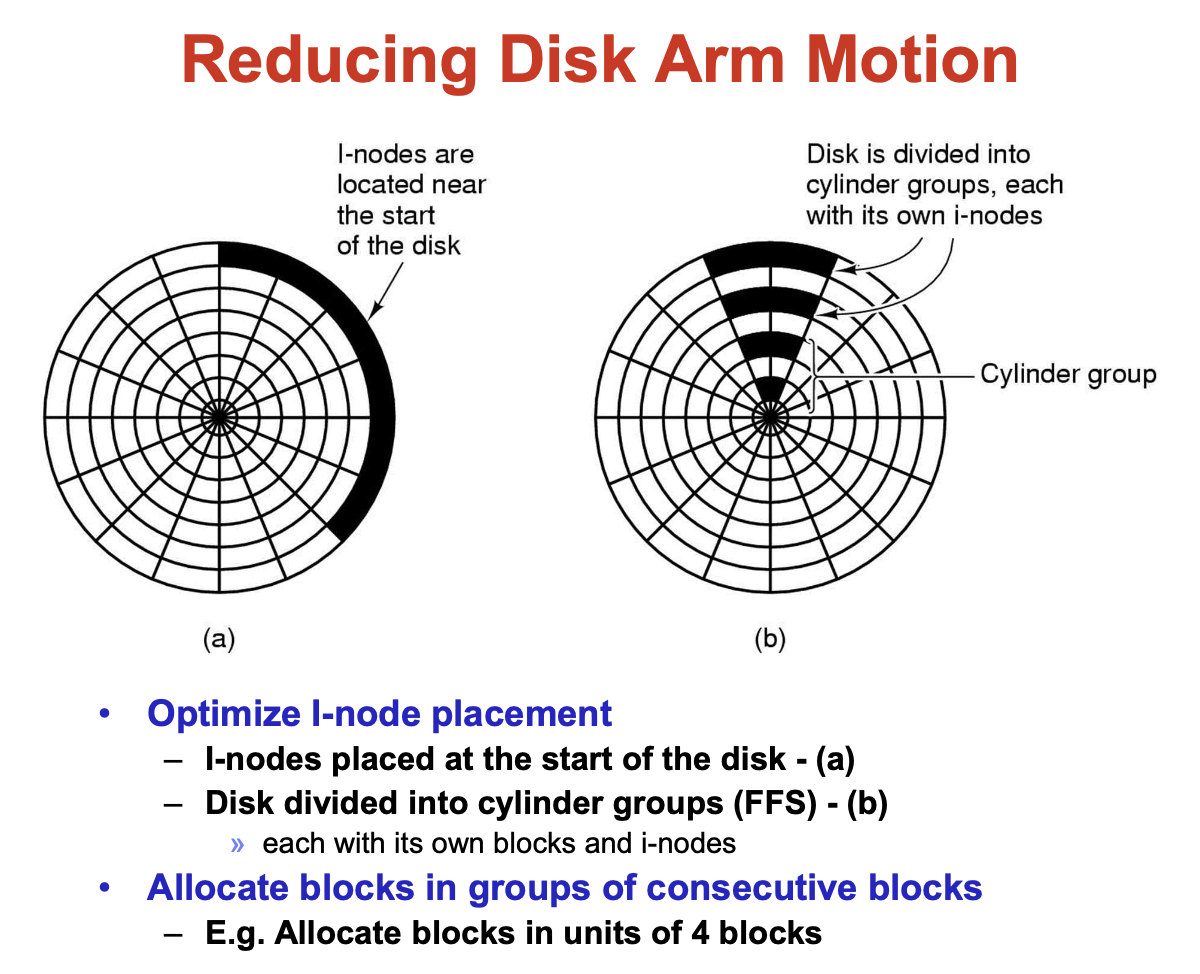 Reducing Disk Arm Motion
I-nodes are
located near
the start
of the disk
Disk is divided into
cylinder groups, each
with its own i-nodes
Cylinder group
(a)
(b)
• Optimize I-node placement
– I-nodes placed at the start of the disk - (a)
– Disk divided into cylinder groups (FFS) - (b)
» each with its own blocks and i-nodes
• Allocate blocks in groups of consecutive blocks
– E.g. Allocate blocks in units of 4 blocks